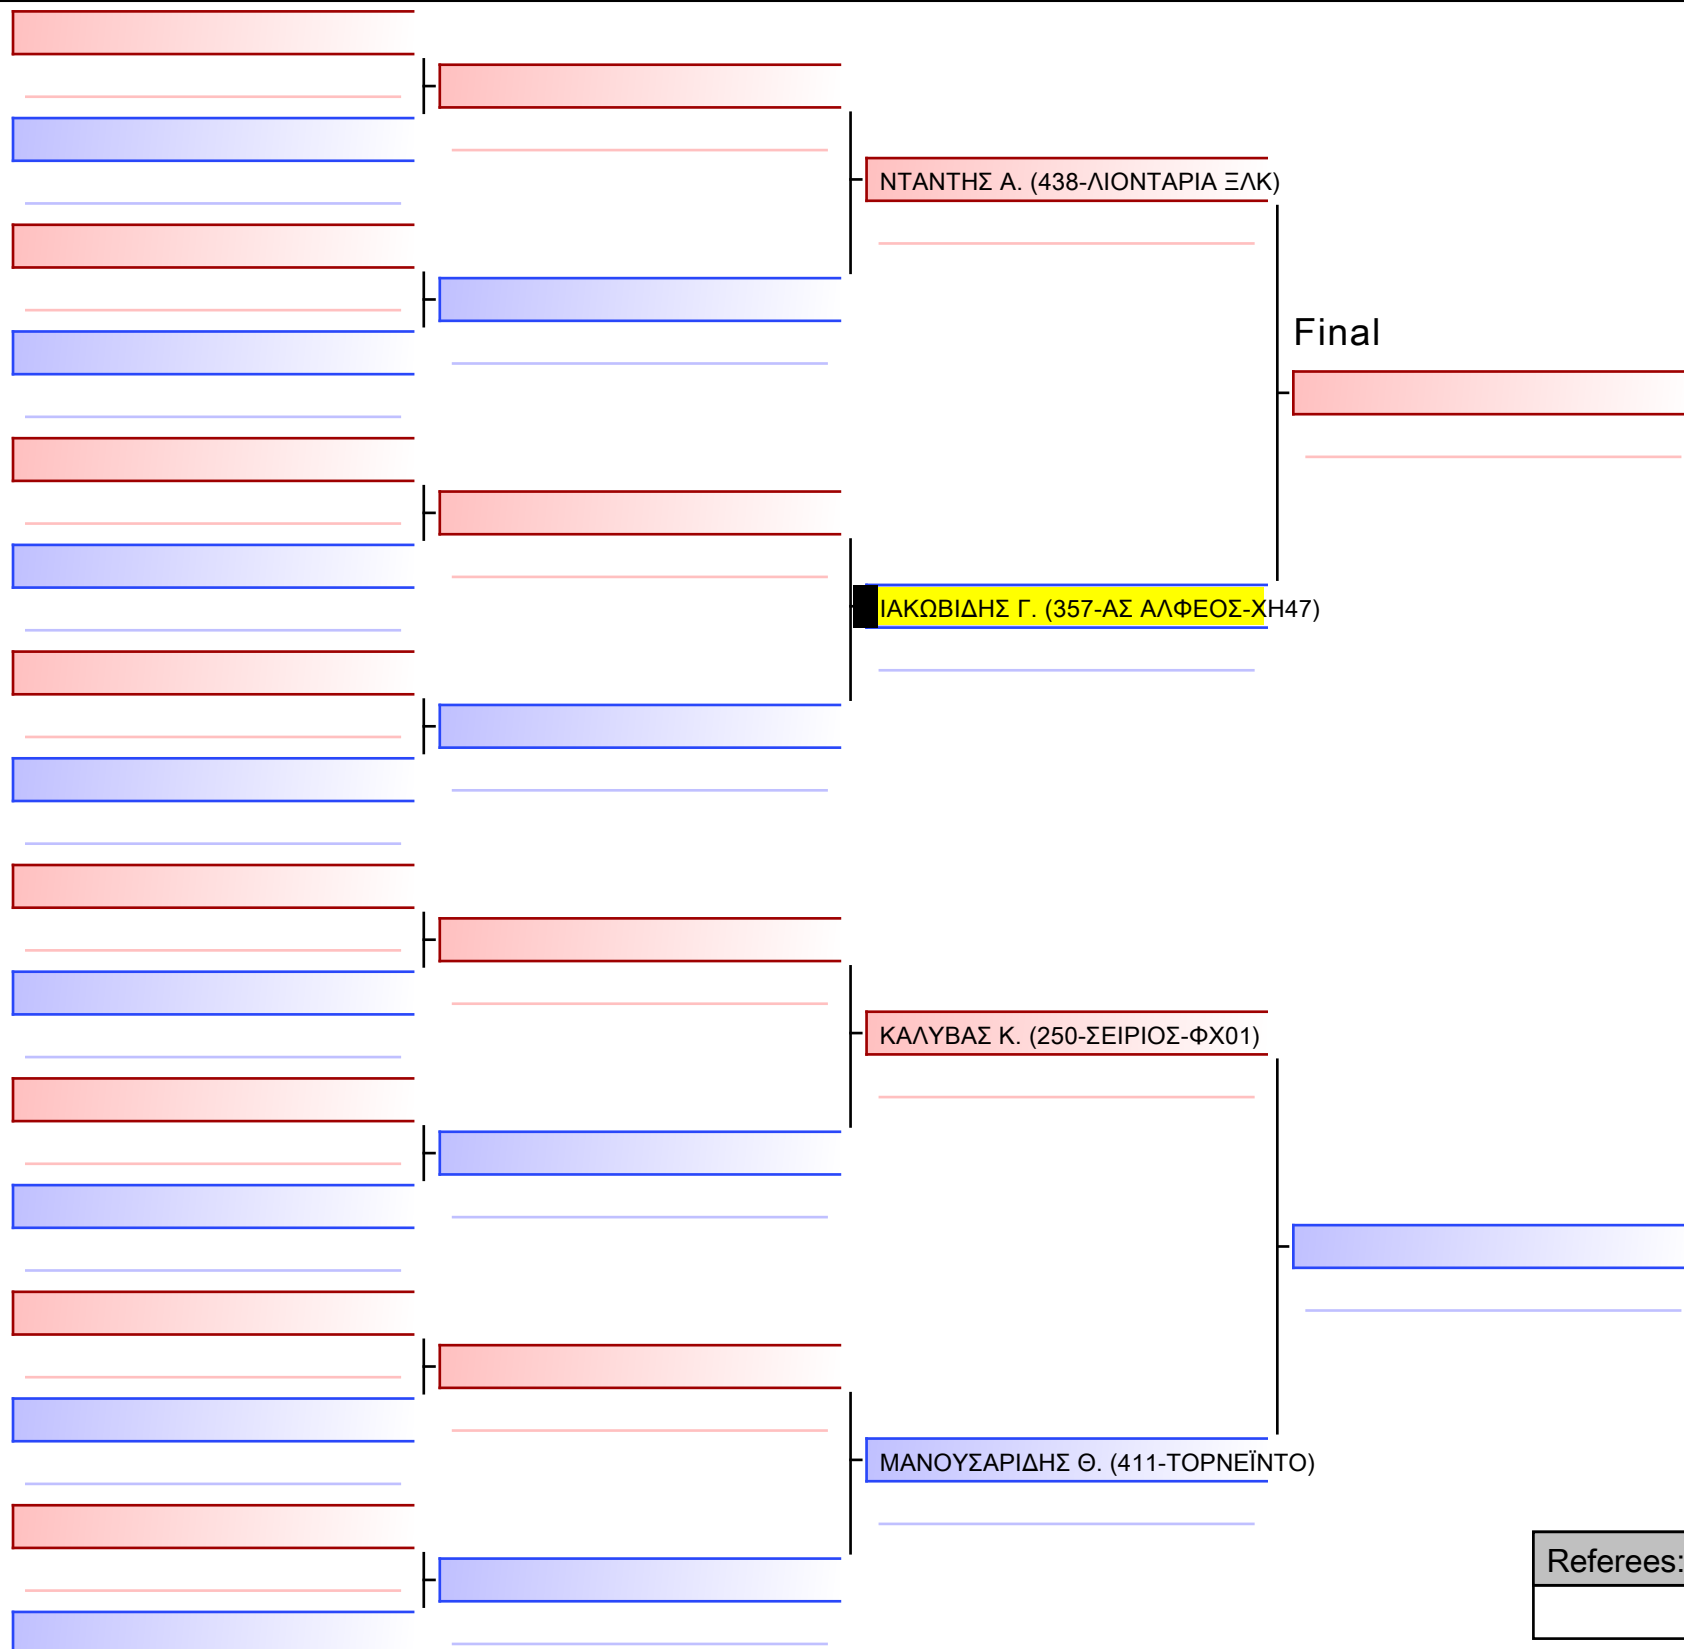 ΝΤΑΝΤΗΣ Α. (438-ΛΙΟΝΤΑΡΙΑ ΞΛΚ)
Final
ΙΑΚΩΒΙΔΗΣ Γ. (357-ΑΣ ΑΛΦΕΟΣ-ΧΗ47)
ΚΑΛΥΒΑΣ Κ. (250-ΣΕΙΡΙΟΣ-ΦΧ01)
ΜΑΝΟΥΣΑΡΙΔΗΣ Θ. (411-ΤΟΡΝΕΪΝΤΟ)
Referees: